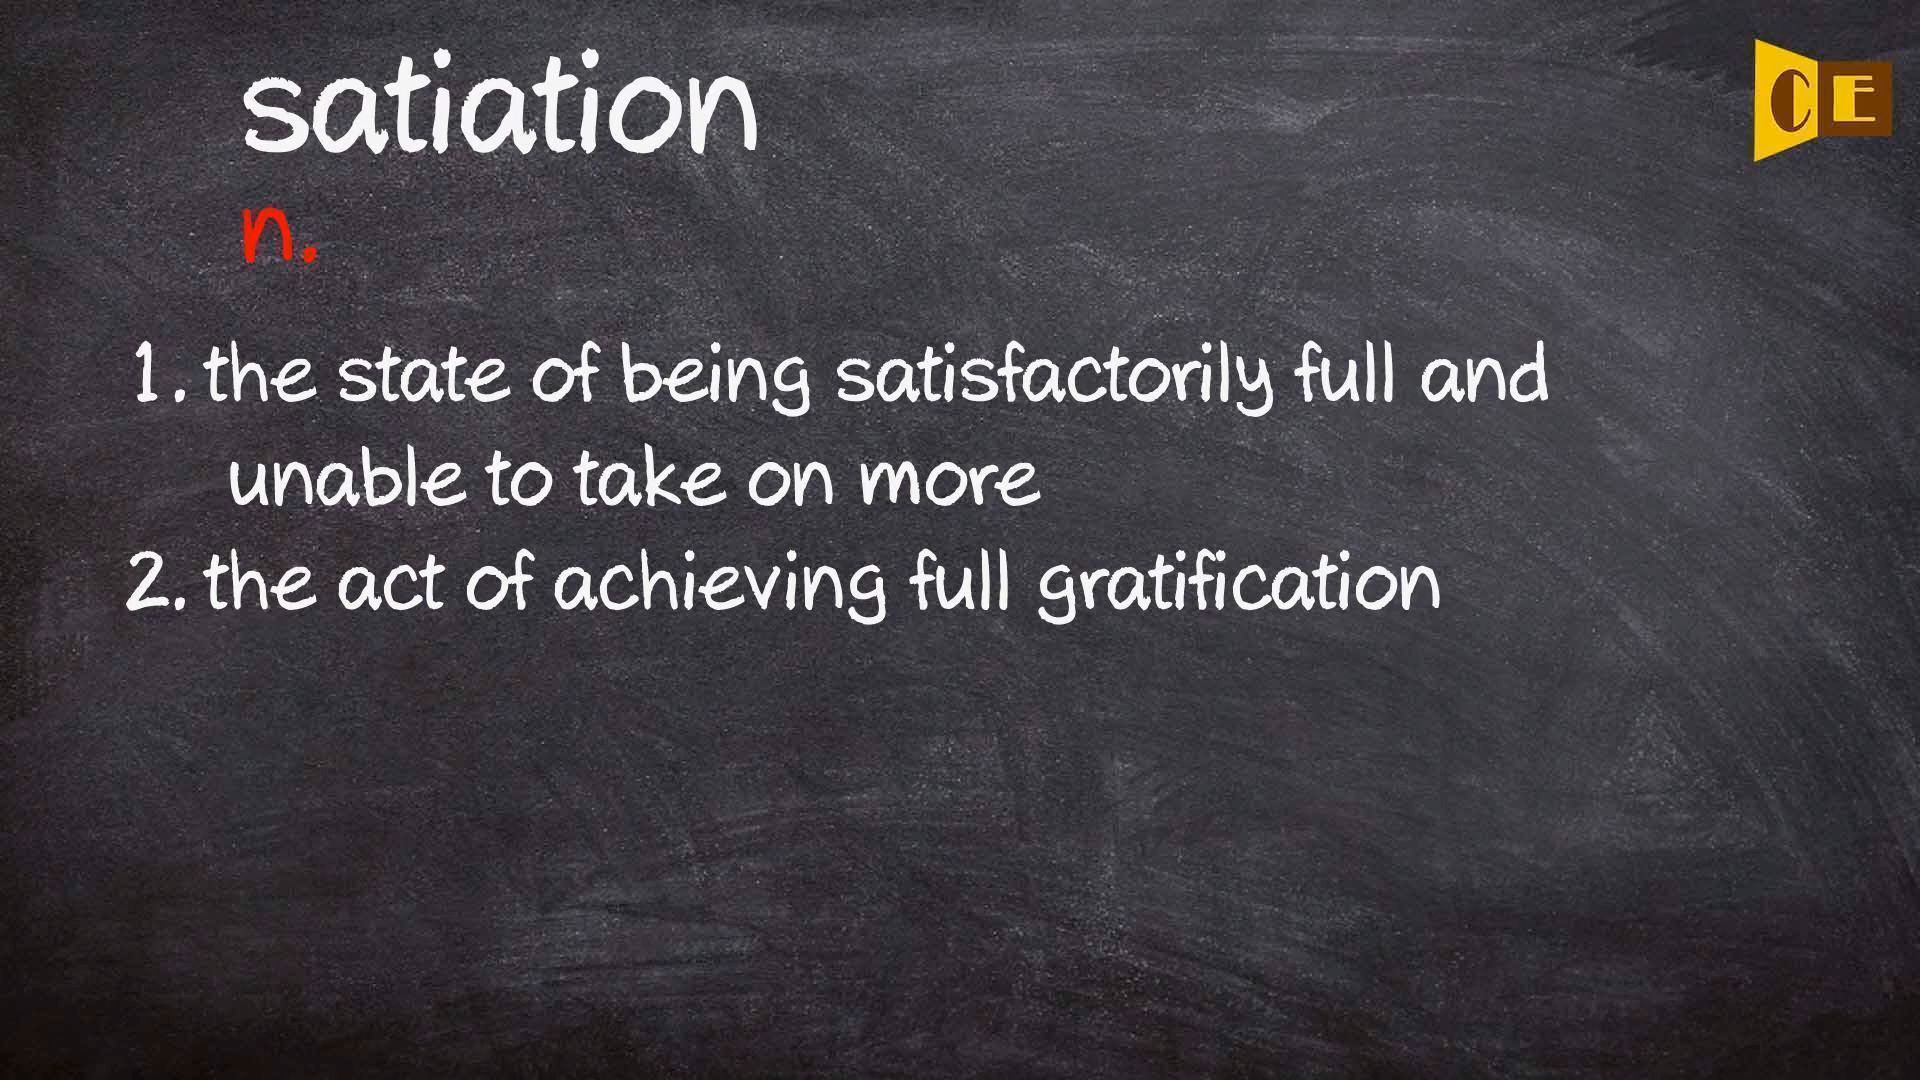 satiation
CE
n.
1. the state of being satisfactorily full and
unable to take on more
2. the act of achieving full gratification